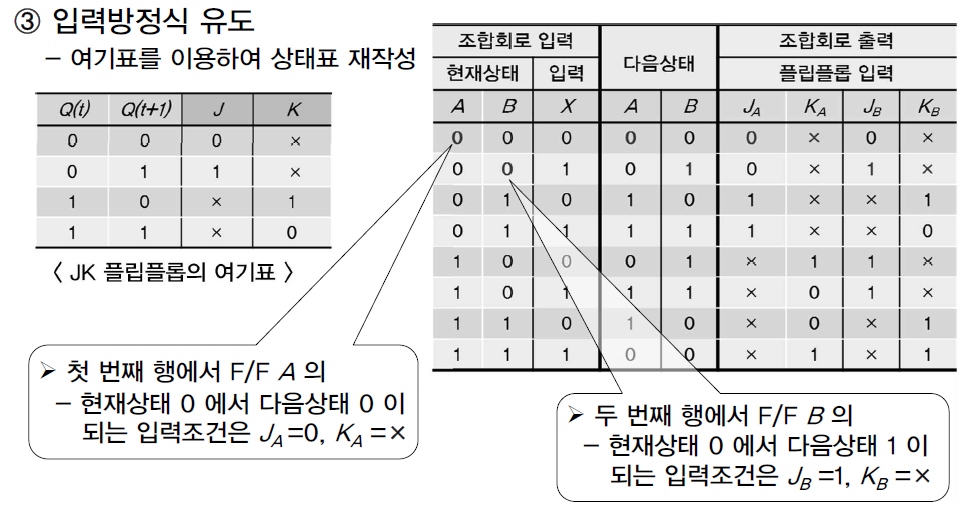 ③ 입력방정식 유도
– 여기표를 이용하여 상태표 재작성
Q(t) Q(t+1) J K
0 0 0 ×
0 1 1 ×
1 0 × 1
1 1 × 0
〈 JK 플립플롭의 여기표 〉
조합회로 입력 다음상태 조합회로 출력
현재상태 입력 플립플롭 입력
A B X A B J_A K_A J_B K_B
0 0 0 0 0 0 × 0 ×
0 0 1 0 1 0 × 1 ×
0 1 0 1 0 1 × × 1
0 1 1 1 1 1 × × 0
1 0 0 0 1 × 1 1 ×
1 0 1 1 1 × 0 1 ×
1 1 0 1 0 × 0 × 1
1 1 1 0 0 × 1 × 1
➢ 첫 번째 행에서 F/F A 의
– 현재상태 0 에서 다음상태 0 이
되는 입력조건은 J_A =0, K_A =×
➢ 두 번째 행에서 F/F B 의
– 현재상태 0 에서 다음상태 1 이
되는 입력조건은 J_B =1, K_B =×